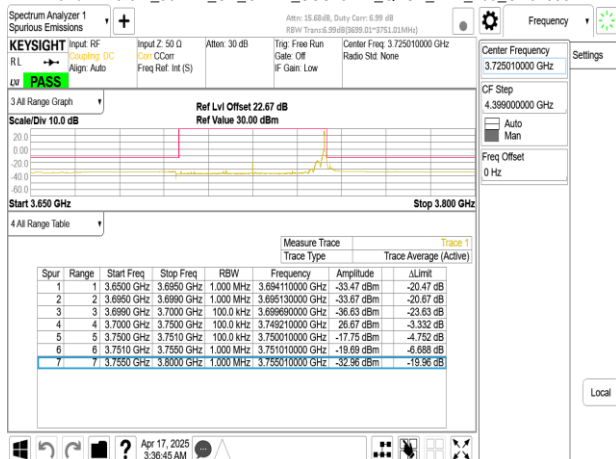 Spectrum Analyzer 1
Spurious Emissions
Attn: 15.68dB, Duty Corr: 6.99 dB
RBW Trans:6.99dB(3699.01~3751.01MHz)
Frequency
Settings
KEYSIGHT
Input: RF
Input Z: 50 Ω
Atten: 30 dB
Trig: Free Run
Center Freq: 3.725010000 GHz
RL
Coupling: DC
Corr CCorr
Gate: Off
Radio Std: None
Align: Auto
Freq Ref: Int (S)
IF Gain: Low
LXI
PASS
Center Frequency
3.725010000 GHz
CF Step
4.399000000 GHz
Auto
Man
Freq Offset
0 Hz
Local
3 All Range Graph
Ref Lvl Offset 22.67 dB
Scale/Div 10.0 dB
Ref Value 30.00 dBm
20.0
0.00
-20.0
-40.0
-60.0
Start 3.650 GHz
Stop 3.800 GHz
4 All Range Table
Measure Trace Trace 1
Trace Type Trace Average (Active)
Spur Range Start Freq Stop Freq RBW Frequency Amplitude ΔLimit
1 1 3.6500 GHz 3.6950 GHz 1.000 MHz 3.694110000 GHz -33.47 dBm -20.47 dB
2 2 3.6950 GHz 3.6990 GHz 1.000 MHz 3.695130000 GHz -33.67 dBm -20.67 dB
3 3 3.6990 GHz 3.7000 GHz 100.0 kHz 3.699690000 GHz -36.63 dBm -23.63 dB
4 4 3.7000 GHz 3.7500 GHz 100.0 kHz 3.749210000 GHz 26.67 dBm -3.332 dB
5 5 3.7500 GHz 3.7510 GHz 100.0 kHz 3.750010000 GHz -17.75 dBm -4.752 dB
6 6 3.7510 GHz 3.7550 GHz 1.000 MHz 3.751010000 GHz -19.69 dBm -6.688 dB
7 7 3.7550 GHz 3.8000 GHz 1.000 MHz 3.755010000 GHz -32.96 dBm -19.96 dB
Apr 17, 2025
3:36:45 AM